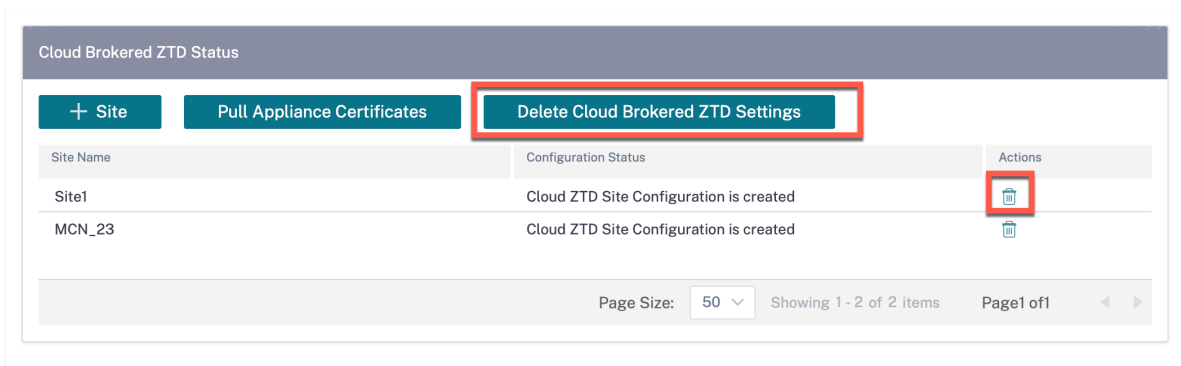 Cloud Brokered ZTD Status
+ Site Pull Appliance Certificates Delete Cloud Brokered ZTD Settings
Site Name Configuration Status Actions
Site1 Cloud ZTD Site Configuration is created
MCN_23 Cloud ZTD Site Configuration is created
Page Size: 50 Showing 1 - 2 of 2 items Page1 of1